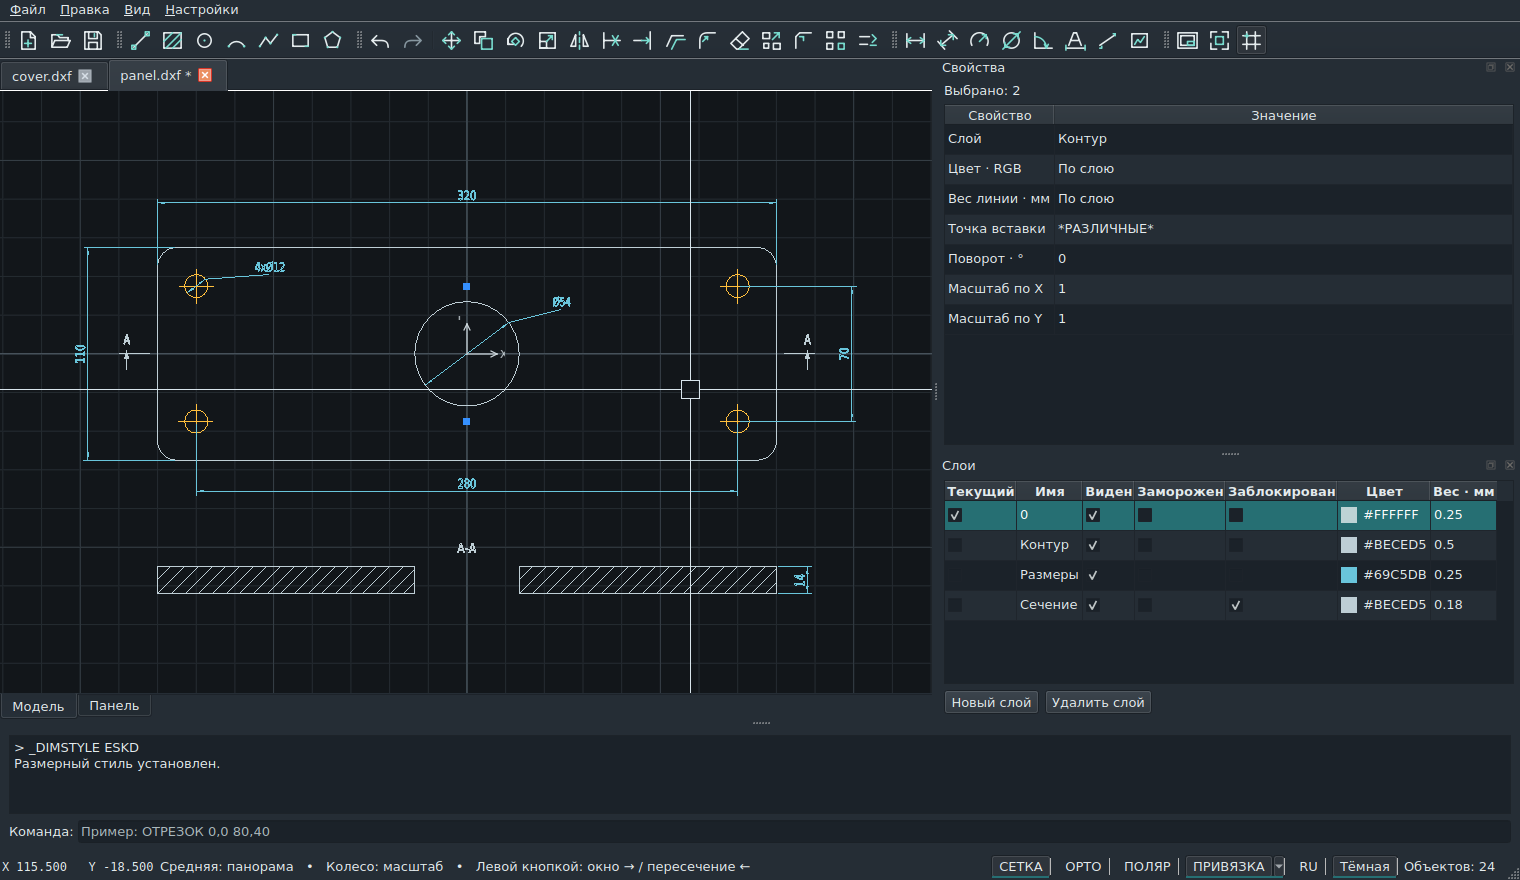 Файл Правка Вид Настройки
cover.dxf panel.dxf *
Свойства
Выбрано: 2
Свойство Значение
Слой Контур
Цвет · RGB По слою
Вес линии · мм По слою
Точка вставки *РАЗЛИЧНЫЕ*
Поворот · ° 0
Масштаб по X 1
Масштаб по Y 1
320
4xØ12
Ø54
A
A
110
70
X
280
A-A
14
Слои
Текущий Имя Виден Заморожен Заблокирован Цвет Вес · мм
0 #FFFFFF 0.25
Контур #BECED5 0.5
Размеры #69C5DB 0.25
Сечение #BECED5 0.18
Новый слой Удалить слой
Модель Панель
> _DIMSTYLE ESKD
Размерный стиль установлен.
Команда: Пример: ОТРЕЗОК 0,0 80,40
X 115.500 Y -18.500 Средняя: панорама • Колесо: масштаб • Левой кнопкой: окно → / пересечение ← СЕТКА ОРТО ПОЛЯР ПРИВЯЗКА RU Тёмная Объектов: 24